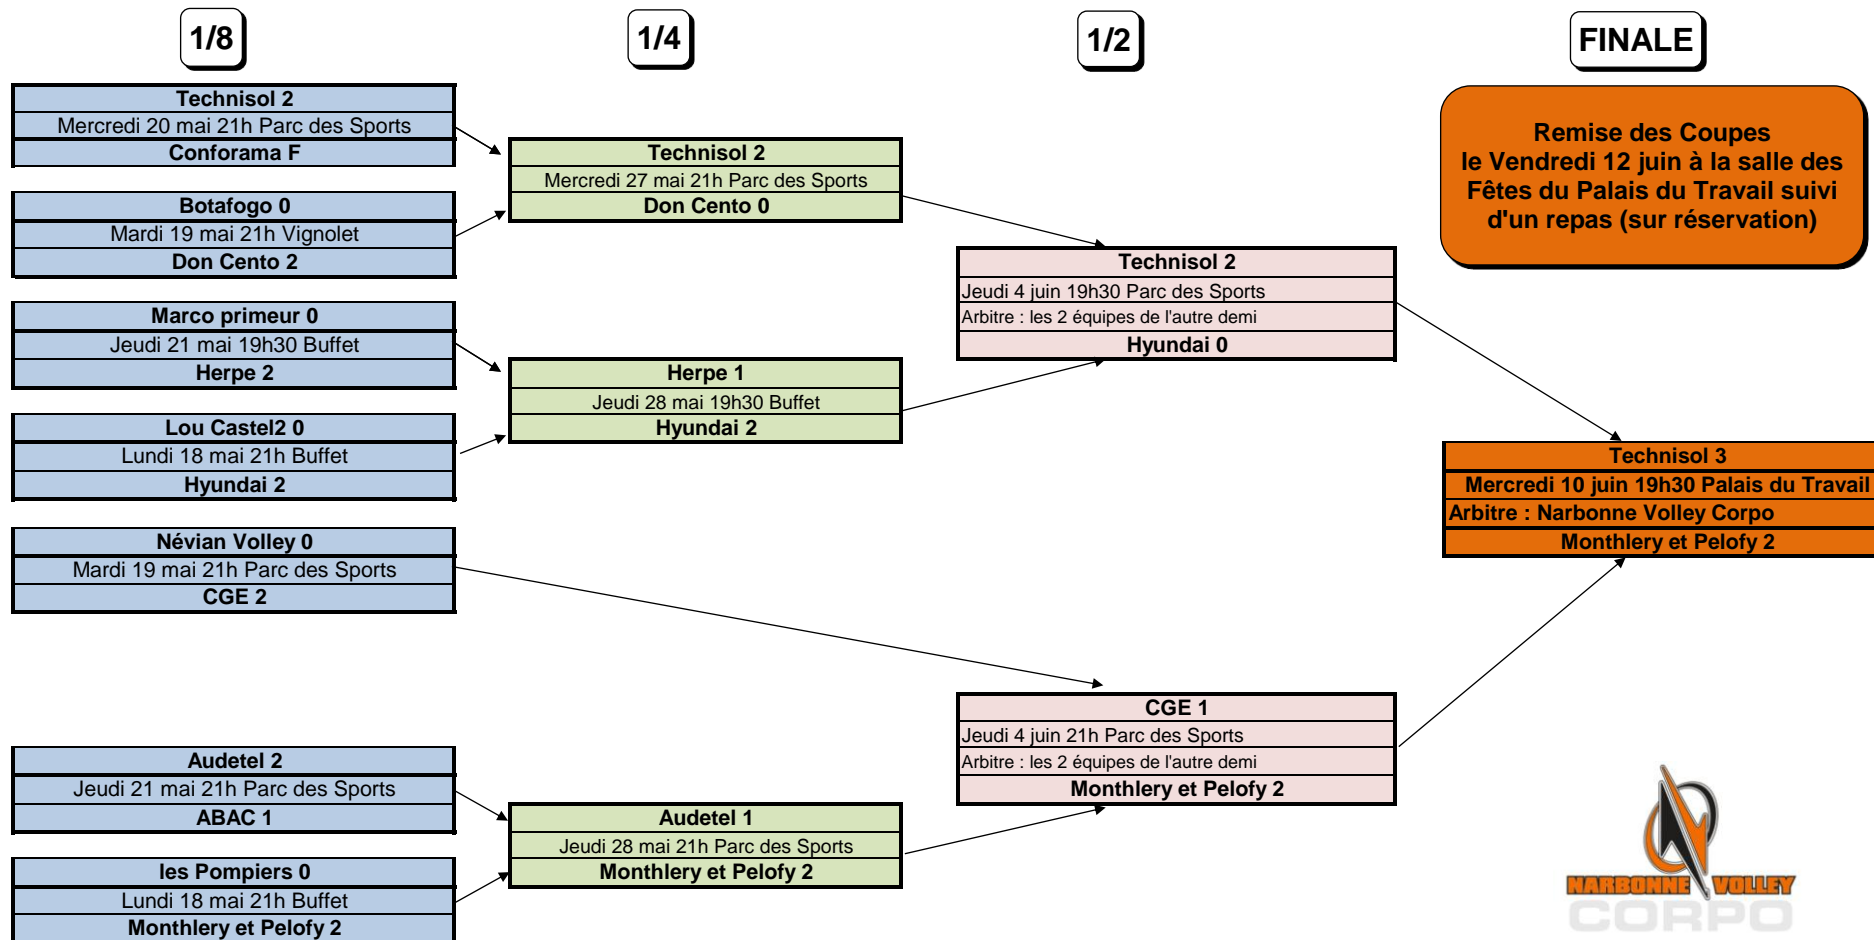 1/8
1/4
1/2
FINALE
Technisol 2
Mercredi 20 mai 21h Parc des Sports
Conforama F
Botafogo 0
Mardi 19 mai 21h Vignolet
Don Cento 2
Marco primeur 0
Jeudi 21 mai 19h30 Buffet
Herpe 2
Lou Castel2 0
Lundi 18 mai 21h Buffet
Hyundai 2
Névian Volley 0
Mardi 19 mai 21h Parc des Sports
CGE 2
Audetel 2
Jeudi 21 mai 21h Parc des Sports
ABAC 1
les Pompiers 0
Lundi 18 mai 21h Buffet
Monthlery et Pelofy 2
Technisol 2
Mercredi 27 mai 21h Parc des Sports
Don Cento 0
Herpe 1
Jeudi 28 mai 19h30 Buffet
Hyundai 2
Audetel 1
Jeudi 28 mai 21h Parc des Sports
Monthlery et Pelofy 2
Technisol 2
Jeudi 4 juin 19h30 Parc des Sports
Arbitre : les 2 équipes de l'autre demi
Hyundai 0
CGE 1
Jeudi 4 juin 21h Parc des Sports
Arbitre : les 2 équipes de l'autre demi
Monthlery et Pelofy 2
Remise des Coupes
le Vendredi 12 juin à la salle des
Fêtes du Palais du Travail suivi
d'un repas (sur réservation)
Technisol 3
Mercredi 10 juin 19h30 Palais du Travail
Arbitre : Narbonne Volley Corpo
Monthlery et Pelofy 2
NARBONNE VOLLEY
CORPO